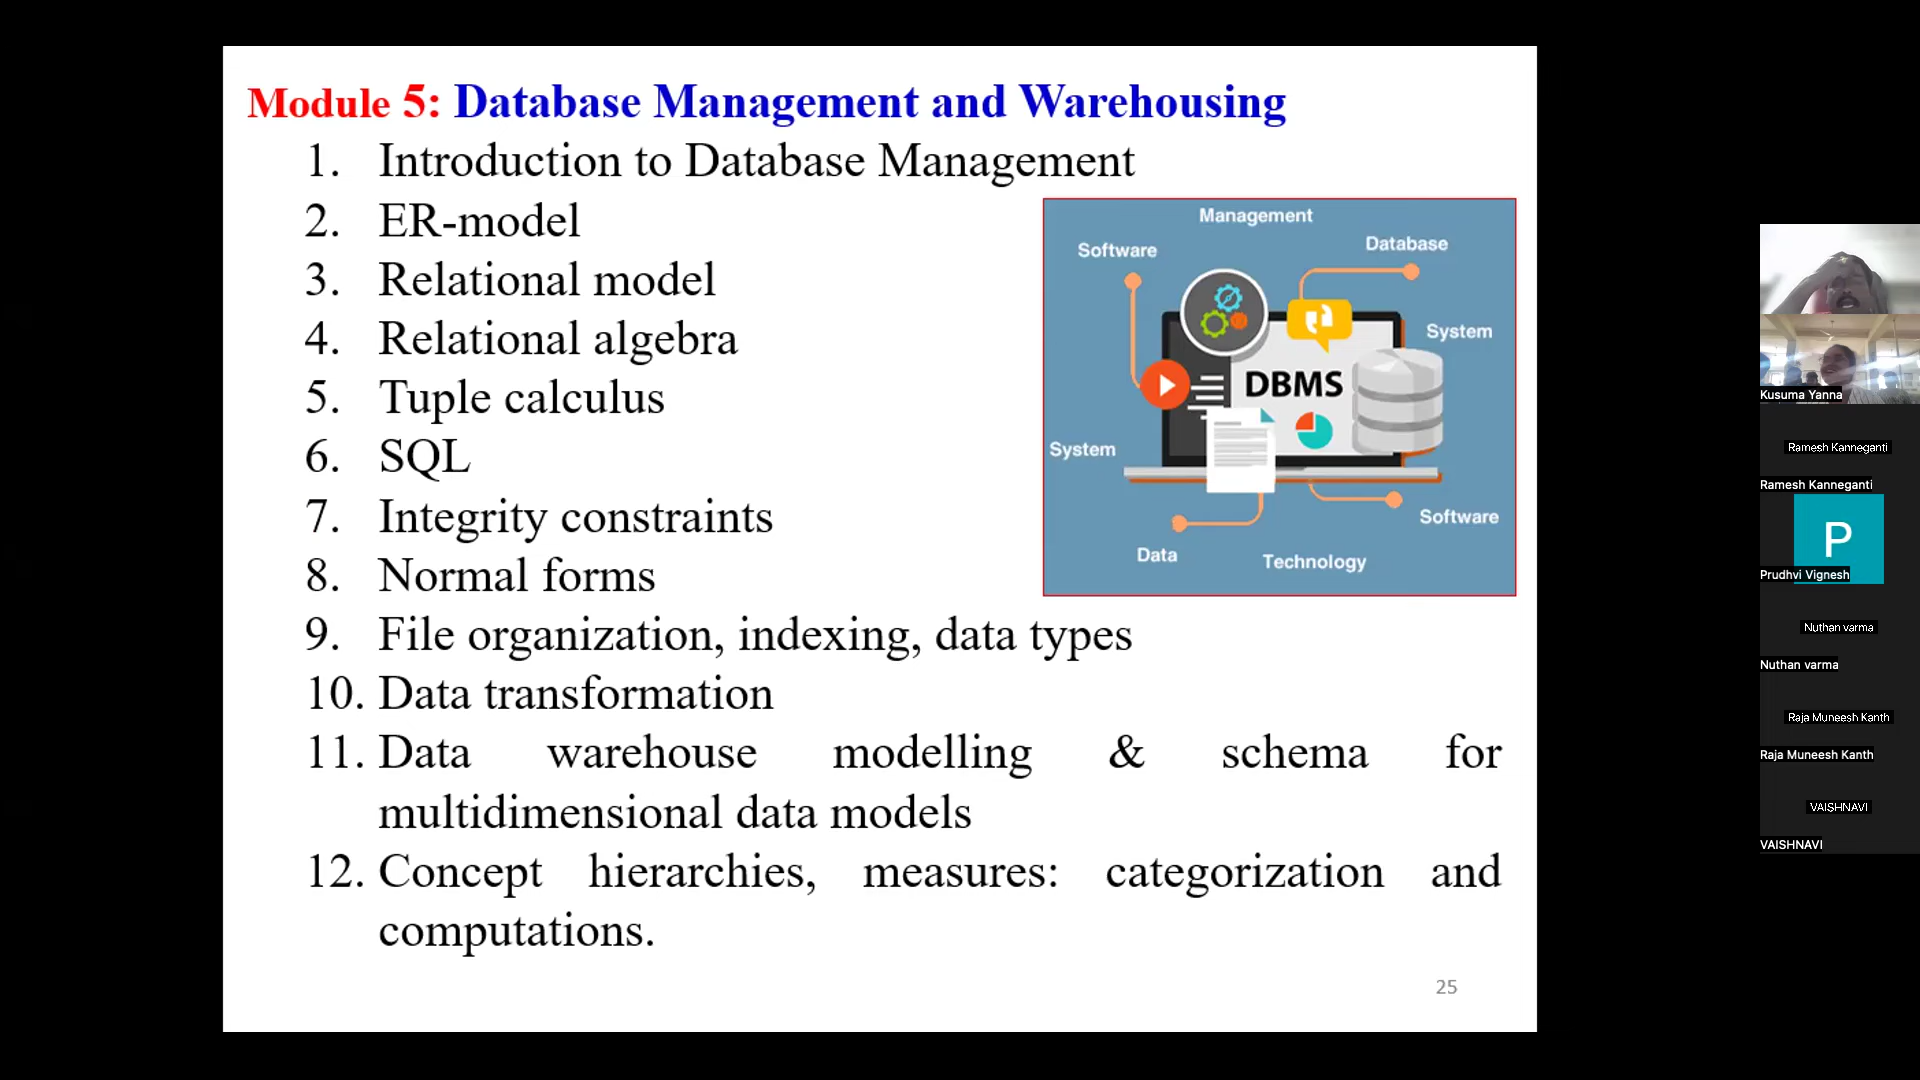 Module 5: Database Management and Warehousing
1. Introduction to Database Management
2. ER-model
3. Relational model
4. Relational algebra
5. Tuple calculus
6. SQL
7. Integrity constraints
8. Normal forms
9. File organization, indexing, data types
10. Data transformation
11. Data warehouse modelling & schema for
multidimensional data models
12. Concept hierarchies, measures: categorization and
computations.
Management
Software
Database
System
DBMS
System
Software
Data
Technology
25
Kusuma Yanna
Ramesh Kanneganti
Ramesh Kanneganti
P
Prudhvi Vignesh
Nuthan varma
Nuthan varma
Raja Muneesh Kanth
Raja Muneesh Kanth
VAISHNAVI
VAISHNAVI